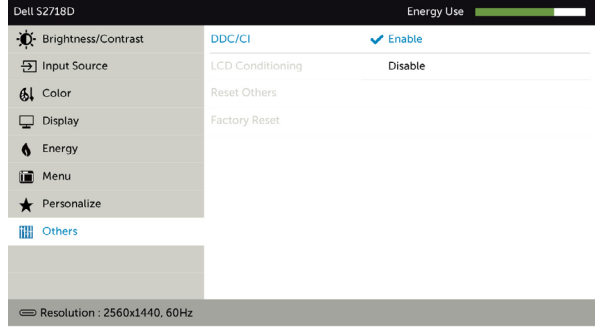 Dell S2718D Energy Use
Brightness/Contrast DDC/CI Enable
Input Source LCD Conditioning Disable
Color Reset Others
Display Factory Reset
Energy
Menu
Personalize
Others
Resolution : 2560x1440, 60Hz